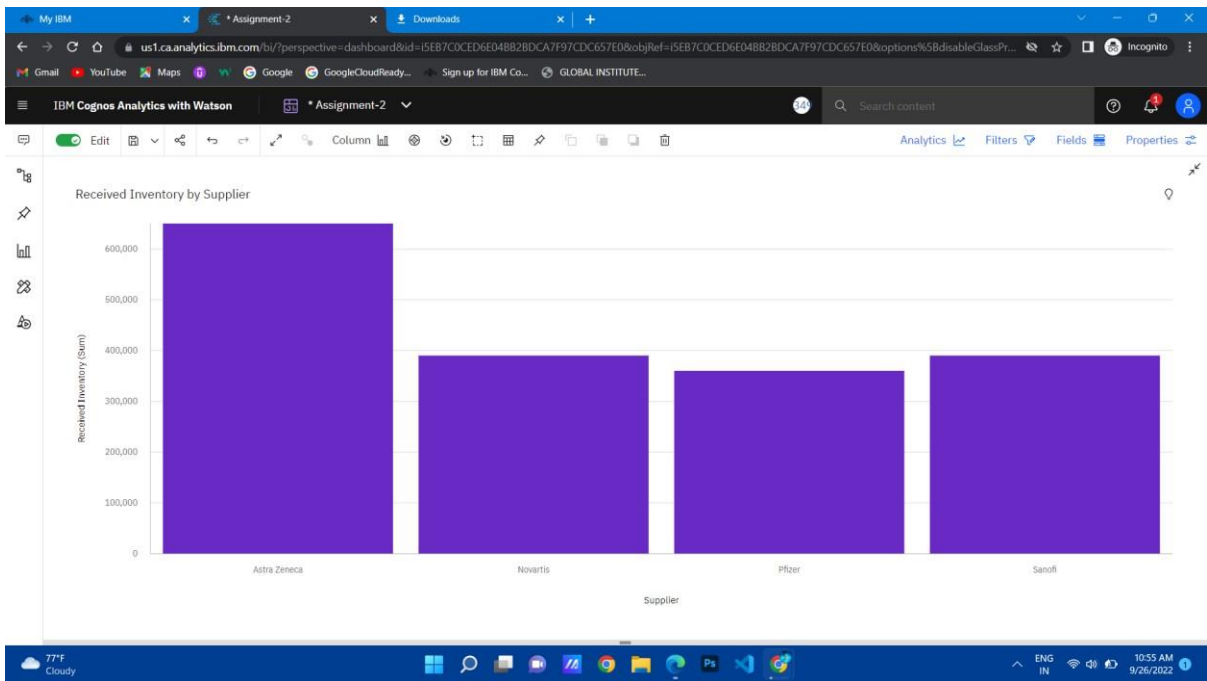 My IBM
* Assignment-2
Downloads
us1.ca.analytics.ibm.com/bi/?perspective=dashboard&id=i5EB7C0CED6E04BB2BDCA7F97CDC657E0&objRef=i5EB7C0CED6E04BB2BDCA7F97CDC657E0&options%5BdisableGlassPr...
Incognito
Gmail YouTube Maps Google GoogleCloudReady... Sign up for IBM Co... GLOBAL INSTITUTE...
IBM Cognos Analytics with Watson
* Assignment-2
Search content
1
Edit
Column
Analytics Filters Fields Properties
Received Inventory by Supplier
Received Inventory (Sum)
600,000
500,000
400,000
300,000
200,000
100,000
0
Astra Zeneca Novartis Pfizer Sanofi
Supplier
77°F
Cloudy
Ps
ENG
IN
10:55 AM
9/26/2022
1